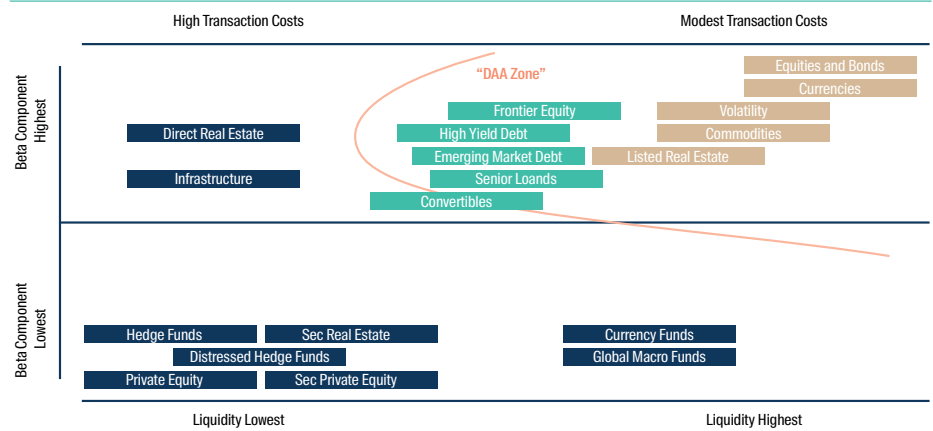 High Transaction Costs
Modest Transaction Costs
Beta Component
Highest
"DAA Zone"
Equities and Bonds
Currencies
Frontier Equity
Volatility
Direct Real Estate
High Yield Debt
Commodities
Emerging Market Debt
Listed Real Estate
Infrastructure
Senior Loands
Convertibles
Beta Component
Lowest
Hedge Funds
Sec Real Estate
Currency Funds
Distressed Hedge Funds
Global Macro Funds
Private Equity
Sec Private Equity
Liquidity Lowest
Liquidity Highest